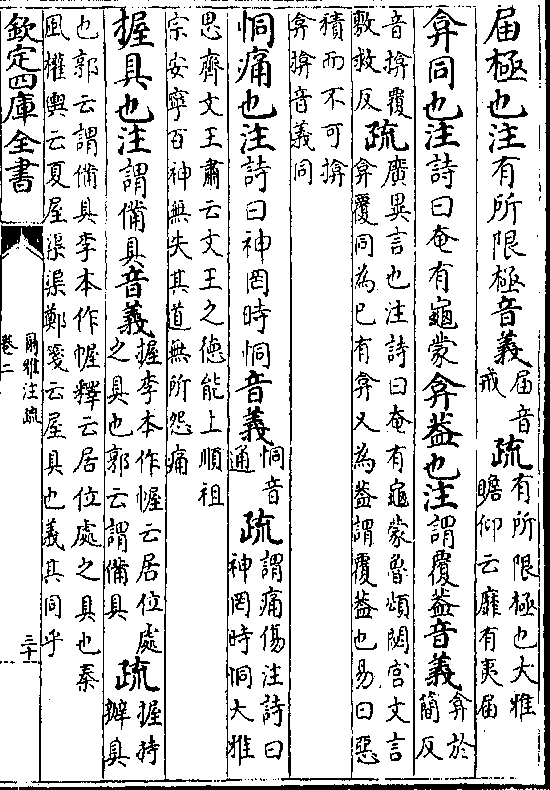 届極也注有所限極音義届音戒疏有所限極也大雅瞻仰云靡有夷届
弇同也注詩曰奄有龜蒙弇葢也注謂覆葢音義弇於簡反
音揜覆敷救反疏廣異言也注詩曰奄有龜蒙魯頌閟宫文言弇覆同為已有弇又為葢謂覆葢也易曰惡
積而不可揜弇揜音義同
恫痛也注詩曰神罔時恫音義恫音通疏謂痛傷注詩曰神罔時恫大雅
思齊文王肅云文王之德能上順祖宗安寧百神無失其道無所怨痛
握具也注謂備具音義握李本作幄云居位處之具也郭云謂備具疏握持辦具
也郭云謂備具李本作幄釋云居位處之具也秦風權輿云夏屋渠渠鄭箋云屋具也義其同乎
欽定四庫全書
爾雅注疏
卷二
三十